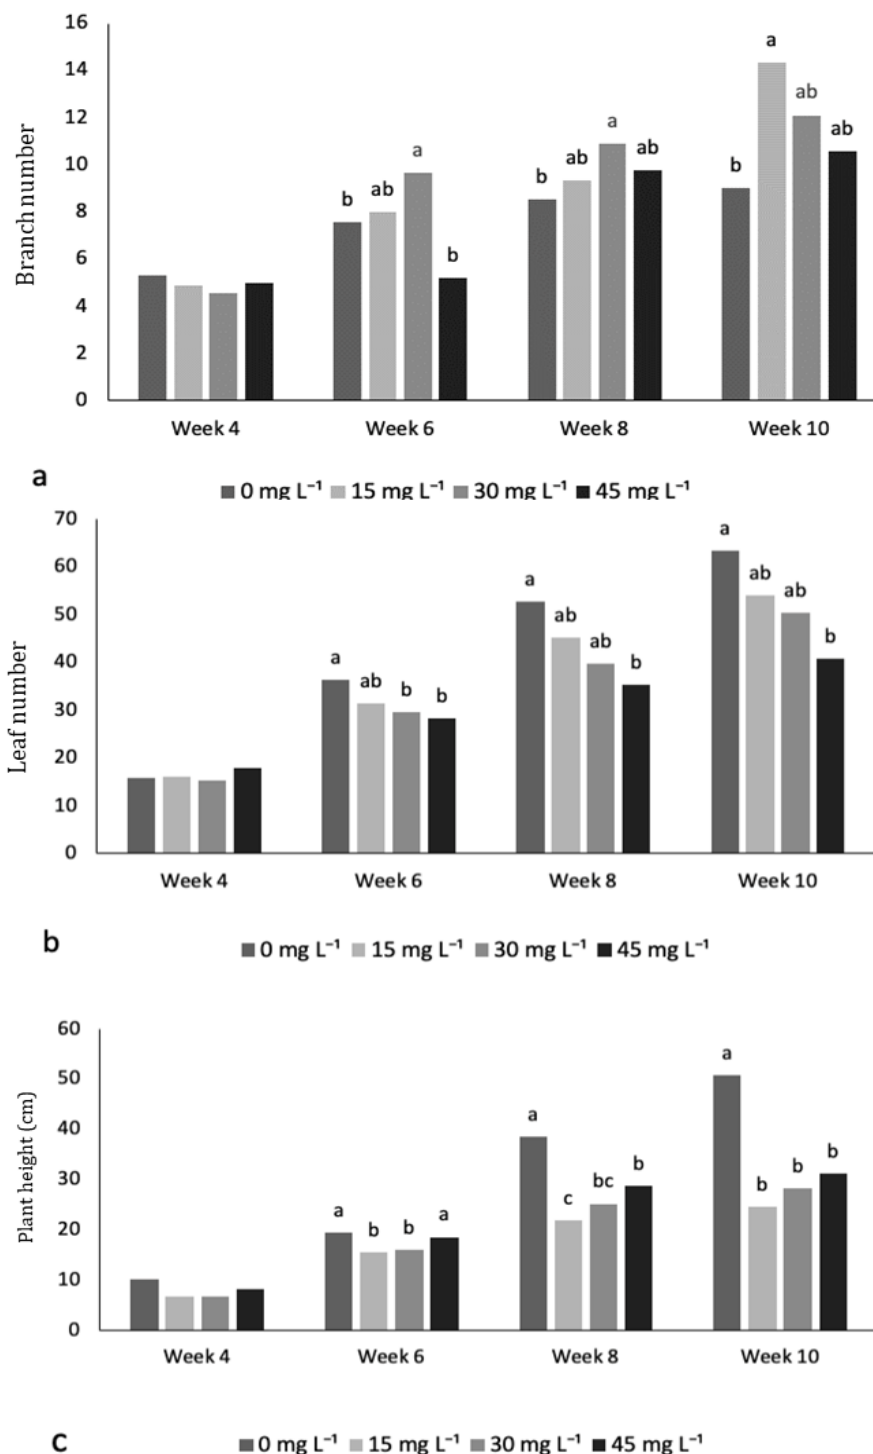 16
14
12
10
8
6
4
2
0
Branch number
b ab a b
b ab a ab
b a ab ab
Week 4 Week 6 Week 8 Week 10
a
0 mg L⁻¹ 15 mg L⁻¹ 30 mg L⁻¹ 45 mg L⁻¹
70
60
50
40
30
20
10
0
Leaf number
a ab b b
a ab ab b
a ab ab b
Week 4 Week 6 Week 8 Week 10
b
0 mg L⁻¹ 15 mg L⁻¹ 30 mg L⁻¹ 45 mg L⁻¹
60
50
40
30
20
10
0
Plant height (cm)
a b b a
a c bc b
a b b b
Week 4 Week 6 Week 8 Week 10
c
0 mg L⁻¹ 15 mg L⁻¹ 30 mg L⁻¹ 45 mg L⁻¹